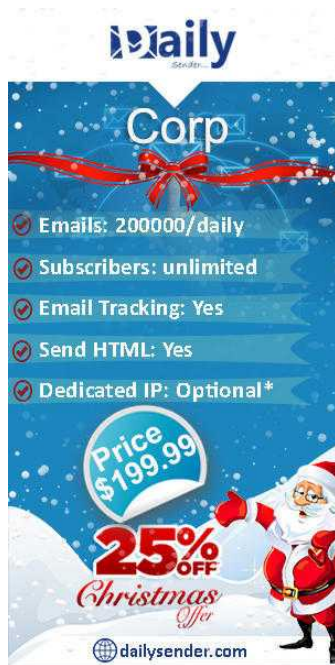 Daily
Sender...
Corp
Emails: 200000/daily
Subscribers: unlimited
Email Tracking: Yes
Send HTML: Yes
Dedicated IP: Optional*
Price
$199.99
25%
OFF
Christmas
Offer
dailysender.com